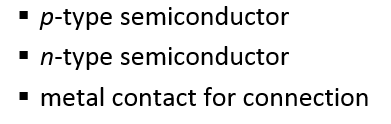 ▪ p-type semiconductor
▪ n-type semiconductor
▪ metal contact for connection